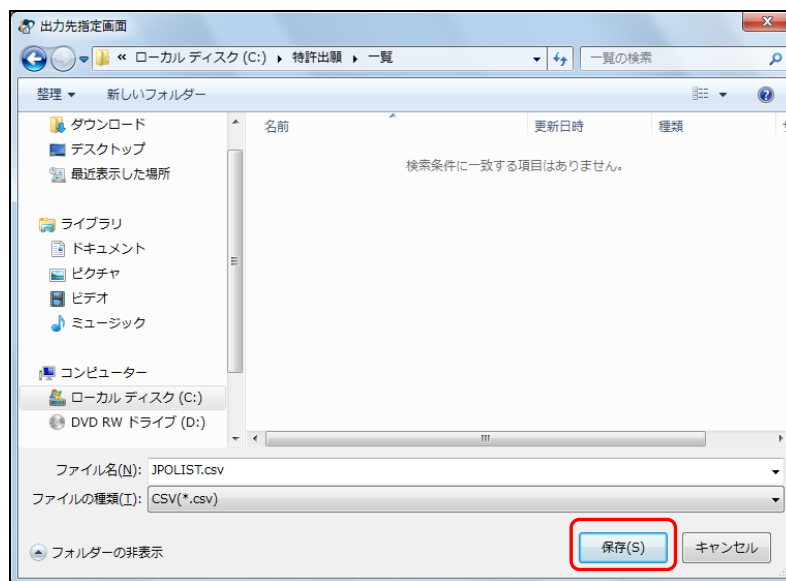 出力先指定画面
« ローカル ディスク (C:) 特許出願 一覧 一覧の検索
整理 新しいフォルダー
名前 更新日時 種類
検索条件に一致する項目はありません。
ダウンロード
デスクトップ
最近表示した場所
ライブラリ
ドキュメント
ピクチャ
ビデオ
ミュージック
コンピューター
ローカル ディスク (C:)
DVD RW ドライブ (D:)
ファイル名(N): JPOLIST.csv
ファイルの種類(T): CSV(*.csv)
フォルダーの非表示 保存(S) キャンセル